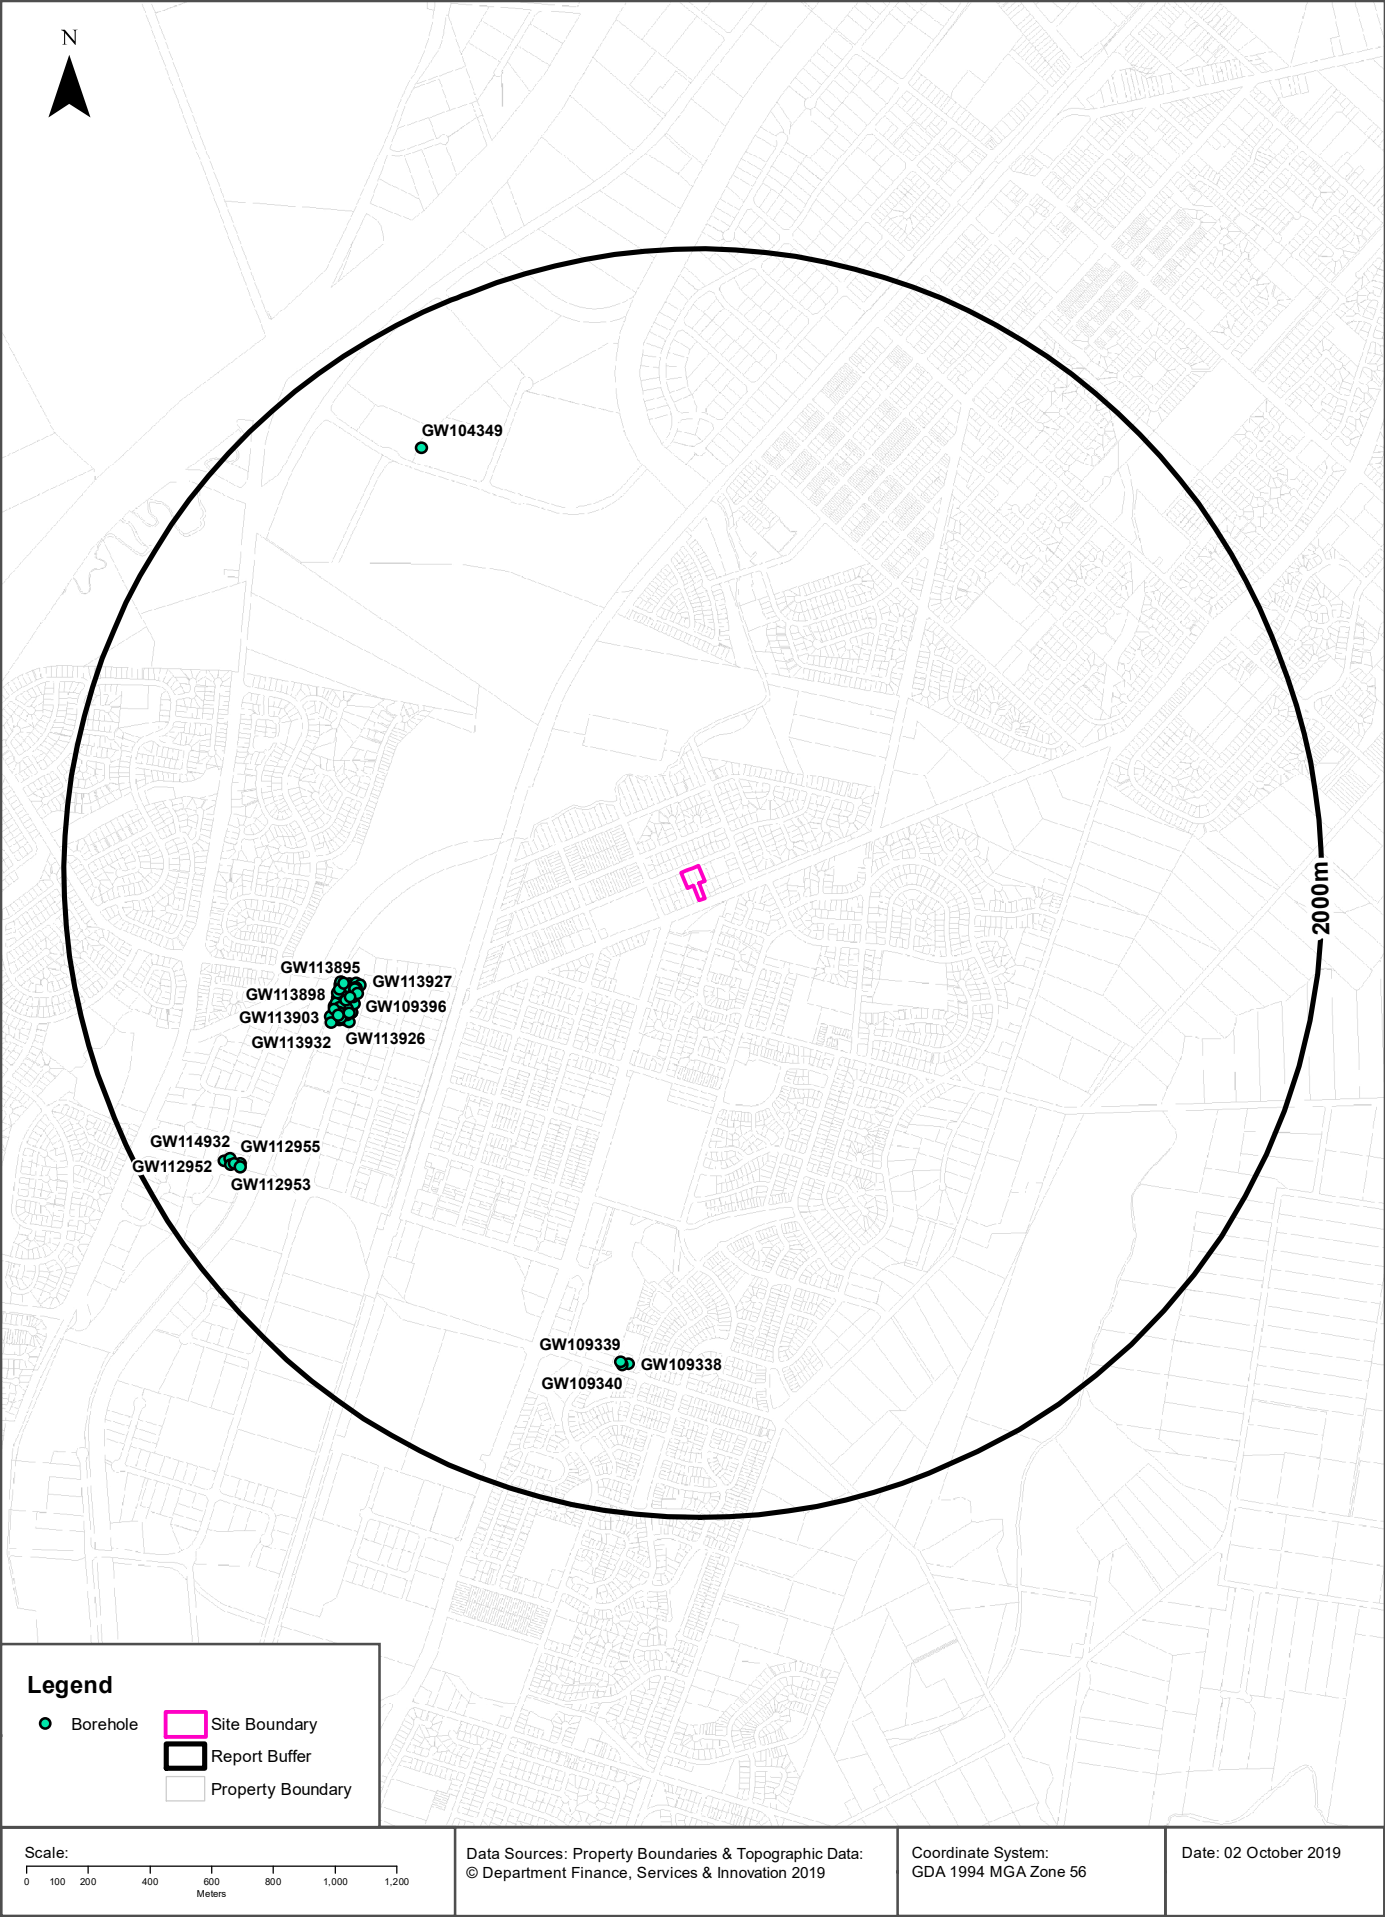 N
GW104349
2000m
GW113895
GW113927
GW113898
GW109396
GW113903
GW113926
GW113932
GW114932
GW112955
GW112952
GW112953
GW109339
GW109338
GW109340
Legend
Borehole
Site Boundary
Report Buffer
Property Boundary
Scale:
0 100 200 400 600 800 1,000 1,200
Meters
Data Sources: Property Boundaries & Topographic Data:
© Department Finance, Services & Innovation 2019
Coordinate System:
GDA 1994 MGA Zone 56
Date: 02 October 2019